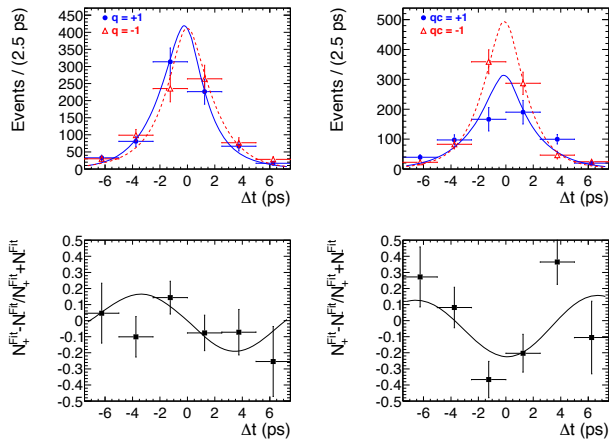 Events / (2.5 ps)
450
400
350
300
250
200
150
100
50
0
q = +1
q = -1
-6 -4 -2 0 2 4 6
Δt (ps)
Events / (2.5 ps)
500
400
300
200
100
0
qc = +1
qc = -1
-6 -4 -2 0 2 4 6
Δt (ps)
N₊^Fit-N₋^Fit/N₊^Fit+N₋^Fit
0.5
0.4
0.3
0.2
0.1
0
-0.1
-0.2
-0.3
-0.4
-0.5
-6 -4 -2 0 2 4 6
Δt (ps)
N₊^Fit-N₋^Fit/N₊^Fit+N₋^Fit
0.5
0.4
0.3
0.2
0.1
0
-0.1
-0.2
-0.3
-0.4
-0.5
-6 -4 -2 0 2 4 6
Δt (ps)